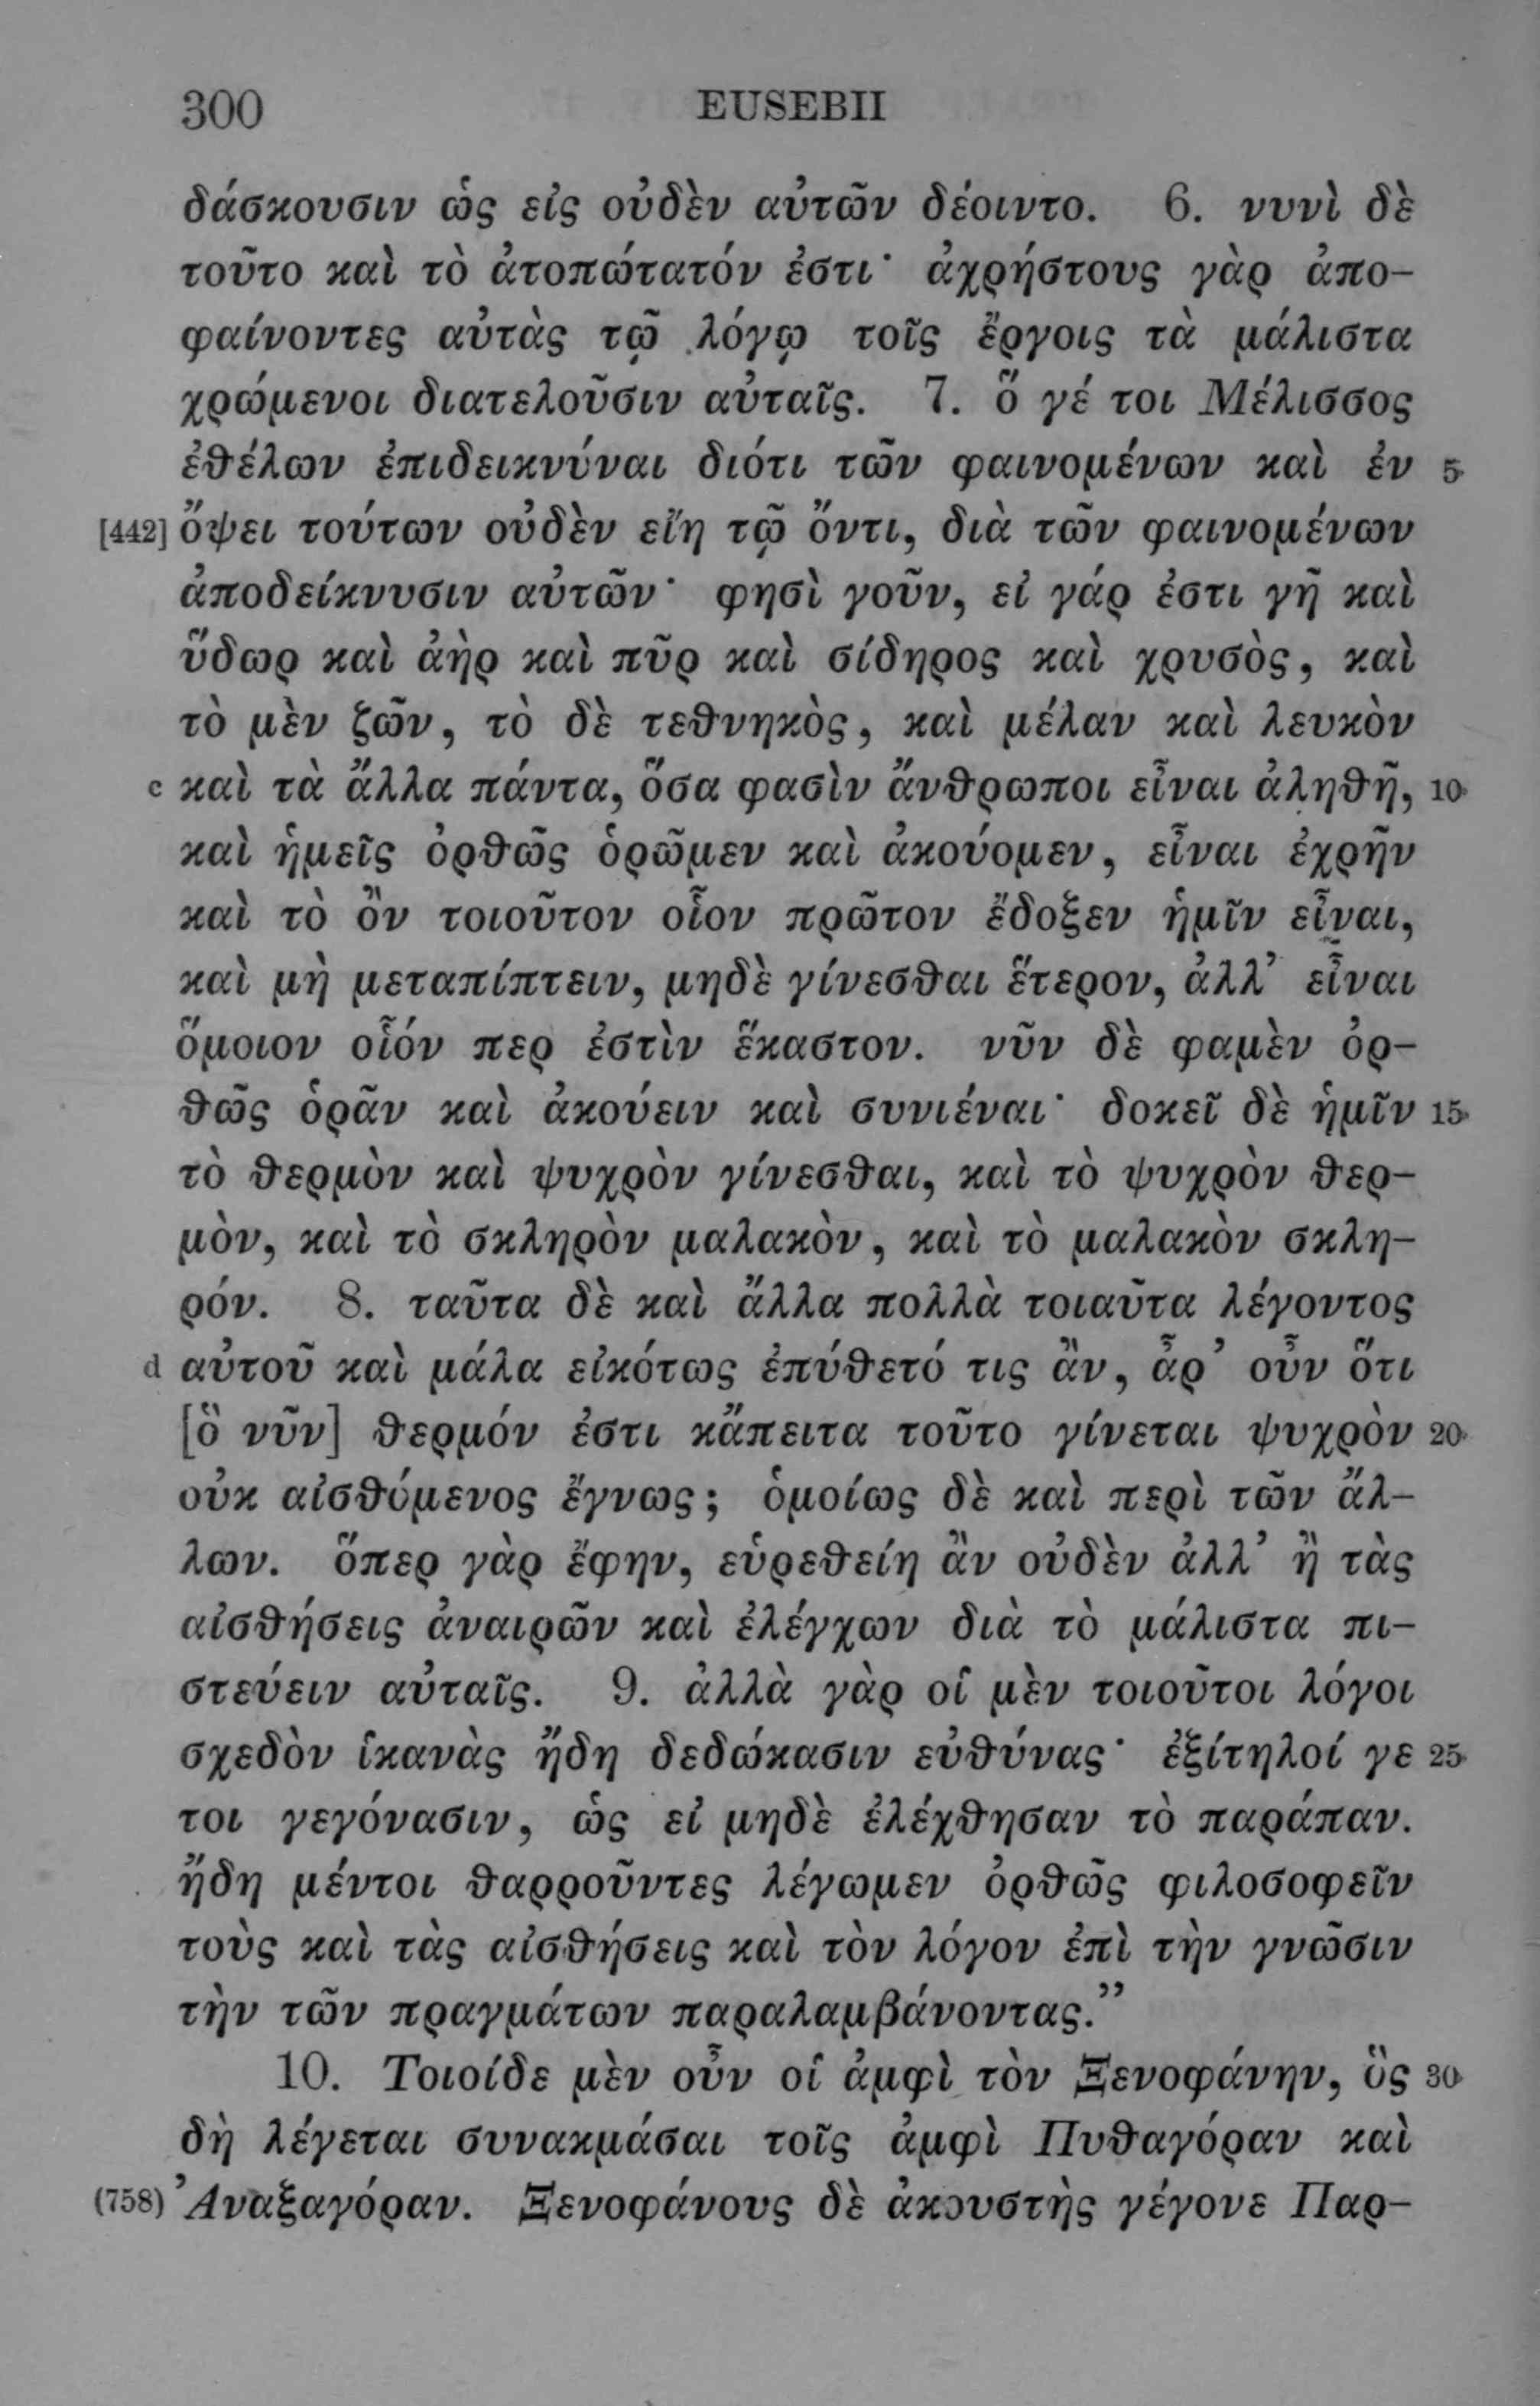 300 EUSEBII
δάσκουσιν ὡς εἰς οὐδὲν αὐτῶν δέοιντο. 6. νυνὶ δὲ
τοῦτο καὶ τὸ ἀτοπώτατόν ἐστι· ἀχρήστους γὰρ ἀπο-
φαίνοντες αὐτὰς τῷ λόγῳ τοῖς ἔργοις τὰ μάλιστα
χρώμενοι διατελοῦσιν αὐταῖς. 7. ὅ γέ τοι Μέλισσος
ἐθέλων ἐπιδεικνύναι διότι τῶν φαινομένων καὶ ἐν 5
[442] ὄψει τούτων οὐδὲν εἴη τῷ ὄντι, διὰ τῶν φαινομένων
ἀποδείκνυσιν αὐτῶν· φησὶ γοῦν, εἰ γάρ ἐστι γῆ καὶ
ὕδωρ καὶ ἀὴρ καὶ πῦρ καὶ σίδηρος καὶ χρυσὸς, καὶ
τὸ μὲν ζῶν, τὸ δὲ τεθνηκὸς, καὶ μέλαν καὶ λευκὸν
c καὶ τὰ ἄλλα πάντα, ὅσα φασὶν ἄνθρωποι εἶναι ἀληθῆ, 10
καὶ ἡμεῖς ὀρθῶς ὁρῶμεν καὶ ἀκούομεν, εἶναι ἐχρῆν
καὶ τὸ ὂν τοιοῦτον οἷον πρῶτον ἔδοξεν ἡμῖν εἶναι,
καὶ μὴ μεταπίπτειν, μηδὲ γίνεσθαι ἕτερον, ἀλλ’ εἶναι
ὅμοιον οἷόν περ ἐστὶν ἕκαστον. νῦν δὲ φαμὲν ὀρ-
θῶς ὁρᾶν καὶ ἀκούειν καὶ συνιέναι· δοκεῖ δὲ ἡμῖν 15
τὸ θερμὸν καὶ ψυχρὸν γίνεσθαι, καὶ τὸ ψυχρὸν θερ-
μὸν, καὶ τὸ σκληρὸν μαλακὸν, καὶ τὸ μαλακὸν σκλη-
ρόν. 8. ταῦτα δὲ καὶ ἄλλα πολλὰ τοιαῦτα λέγοντος
d αὐτοῦ καὶ μάλα εἰκότως ἐπύθετό τις ἂν, ἆρ’ οὖν ὅτι
[ὃ νῦν] θερμόν ἐστι κἄπειτα τοῦτο γίνεται ψυχρὸν 20
οὐκ αἰσθόμενος ἔγνως; ὁμοίως δὲ καὶ περὶ τῶν ἄλ-
λων. ὅπερ γὰρ ἔφην, εὑρεθείη ἂν οὐδὲν ἀλλ’ ἢ τὰς
αἰσθήσεις ἀναιρῶν καὶ ἐλέγχων διὰ τὸ μάλιστα πι-
στεύειν αὐταῖς. 9. ἀλλὰ γὰρ οἱ μὲν τοιοῦτοι λόγοι
σχεδὸν ἱκανὰς ἤδη δεδώκασιν εὐθύνας· ἐξίτηλοί γε 25
τοι γεγόνασιν, ὡς εἰ μηδὲ ἐλέχθησαν τὸ παράπαν.
ἤδη μέντοι θαρροῦντες λέγωμεν ὀρθῶς φιλοσοφεῖν
τοὺς καὶ τὰς αἰσθήσεις καὶ τὸν λόγον ἐπὶ τὴν γνῶσιν
τὴν τῶν πραγμάτων παραλαμβάνοντας.”
10. Τοιοίδε μὲν οὖν οἱ ἀμφὶ τὸν Ξενοφάνην, ὃς 30
δὴ λέγεται συνακμάσαι τοῖς ἀμφὶ Πυθαγόραν καὶ
(758) Ἀναξαγόραν. Ξενοφάνους δὲ ἀκουστὴς γέγονε Παρ-